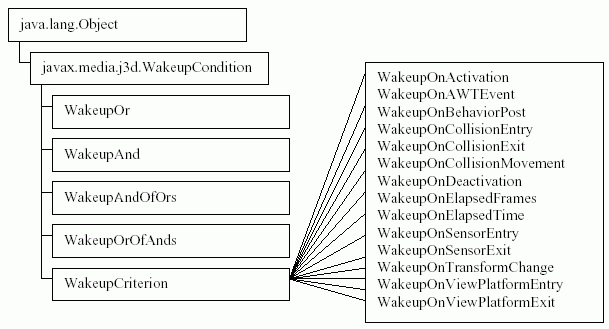 java.lang.Object
javax.media.j3d.WakeupCondition
WakeupOr
WakeupAnd
WakeupAndOfOrs
WakeupOrOfAnds
WakeupCriterion
WakeupOnActivation
WakeupOnAWTEvent
WakeupOnBehaviorPost
WakeupOnCollisionEntry
WakeupOnCollisionExit
WakeupOnCollisionMovement
WakeupOnDeactivation
WakeupOnElapsedFrames
WakeupOnElapsedTime
WakeupOnSensorEntry
WakeupOnSensorExit
WakeupOnTransformChange
WakeupOnViewPlatformEntry
WakeupOnViewPlatformExit